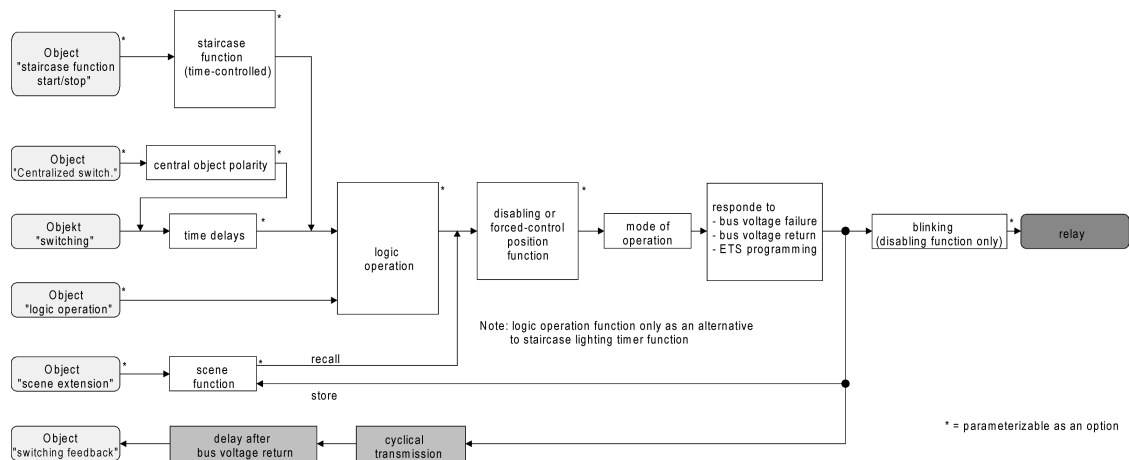 *
*
Object
"staircase function
start/stop"
staircase
function
(time-controlled)
*
*
Object
"Centralized switch."
central object polarity
*
*
*
*
Objekt
"switching"
time delays
logic
operation
disabling or
forced-control
position
function
mode of
operation
responde to
- bus voltage failure
- bus voltage return
- ETS programming
blinking
(disabling function only)
*
relay
*
Object
"logic operation"
Note: logic operation function only as an alternative
to staircase lighting timer function
*
Object
"scene extension"
scene
function
*
recall
store
Object
"switching feedback"
delay after
bus voltage return
cyclical
transmission
* = parameterizable as an option